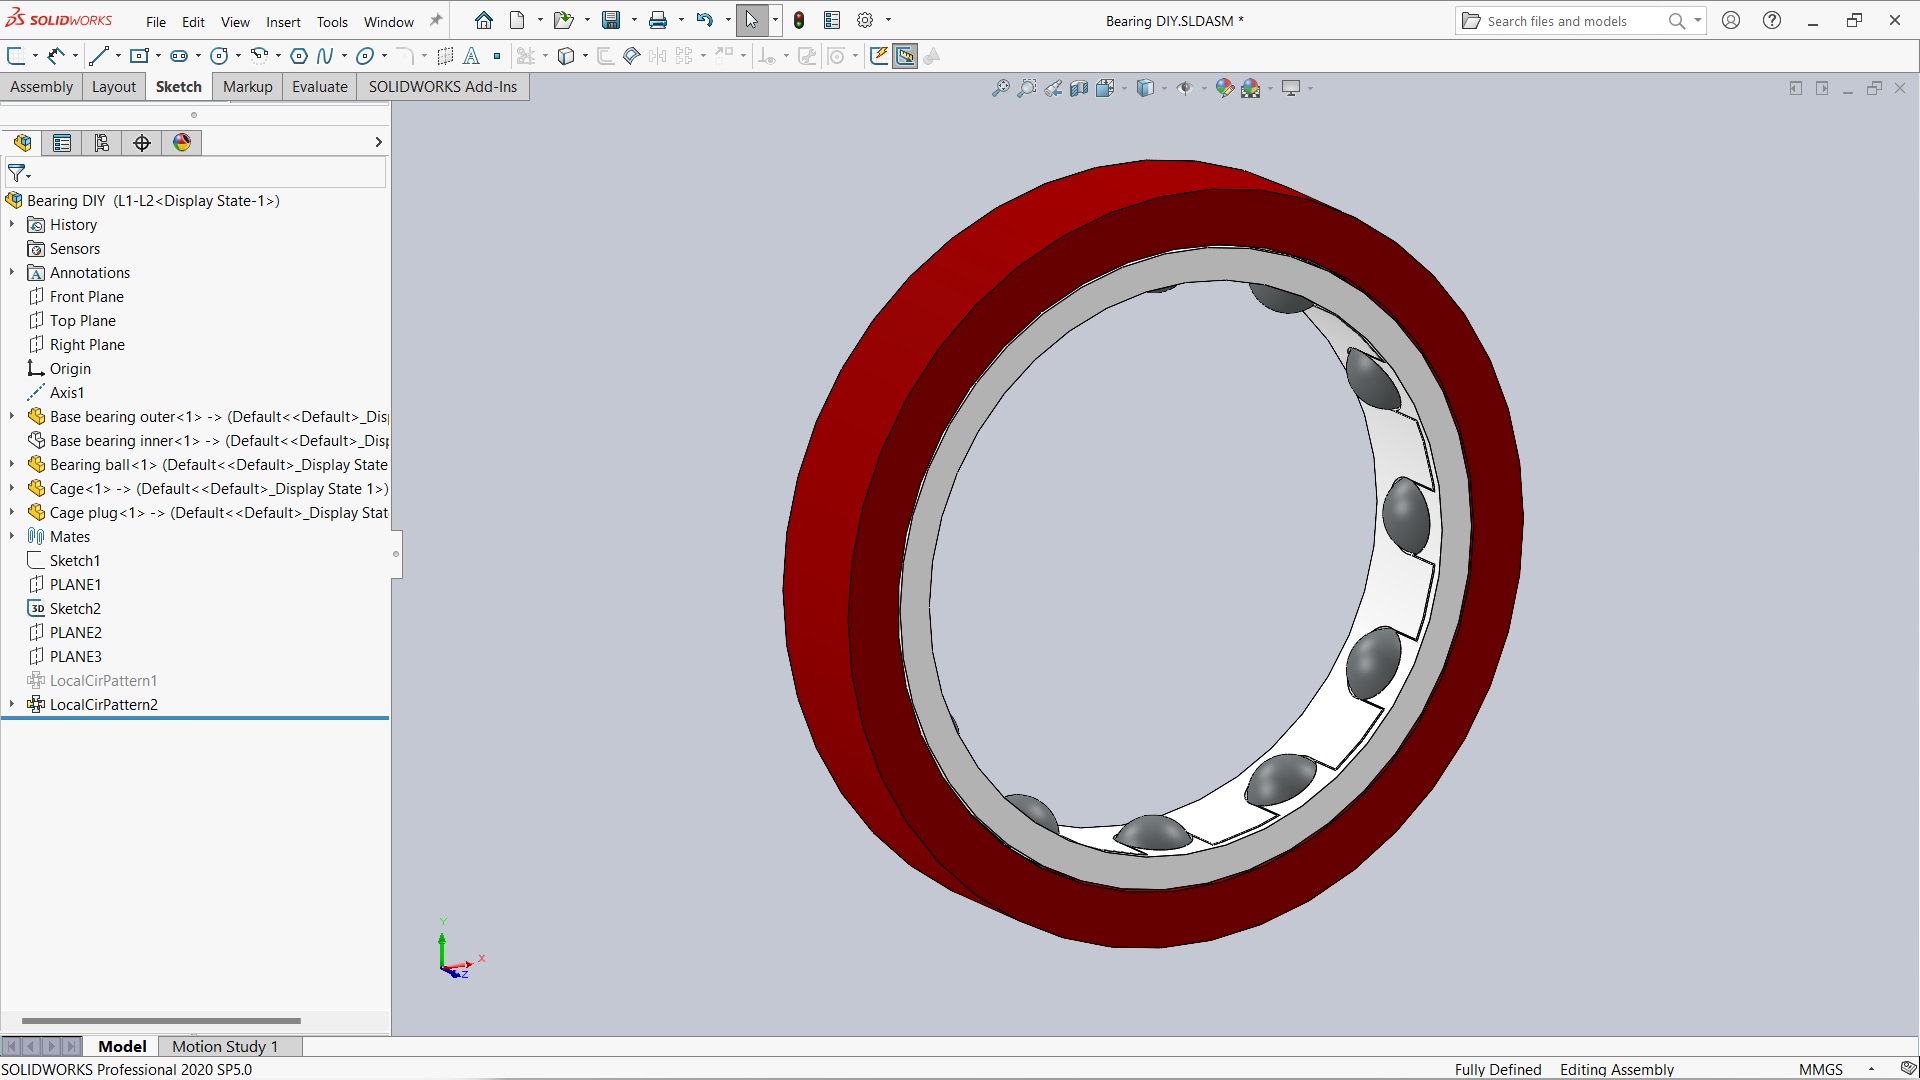 SOLIDWORKS File Edit View Insert Tools Window Bearing DIY.SLDASM * Search files and models
Assembly Layout Sketch Markup Evaluate SOLIDWORKS Add-Ins
Bearing DIY (L1-L2<Display State-1>)
History
Sensors
Annotations
Front Plane
Top Plane
Right Plane
Origin
Axis1
Base bearing outer<1> -> (Default<<Default>_Dis
Base bearing inner<1> -> (Default<<Default>_Disp
Bearing ball<1> (Default<<Default>_Display State
Cage<1> -> (Default<<Default>_Display State 1>)
Cage plug<1> -> (Default<<Default>_Display Stat
Mates
Sketch1
PLANE1
3D Sketch2
PLANE2
PLANE3
LocalCirPattern1
LocalCirPattern2
Y
X
Z
Model Motion Study 1
SOLIDWORKS Professional 2020 SP5.0 Fully Defined Editing Assembly MMGS